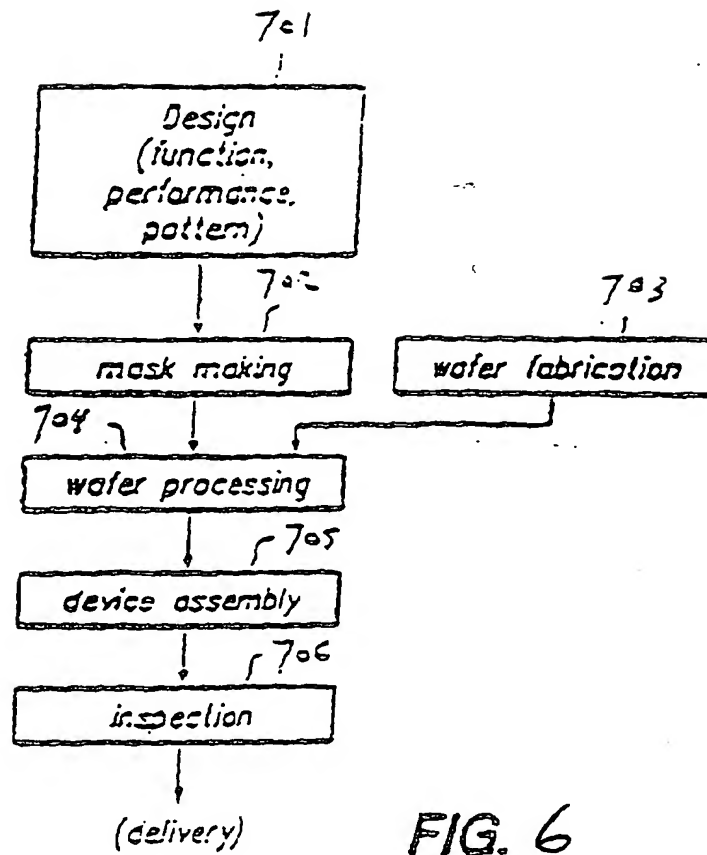 701
Design
(function,
performance,
pattern)
702
703
mask making
wafer fabrication
704
wafer processing
705
device assembly
706
inspection
(delivery)
FIG. 6